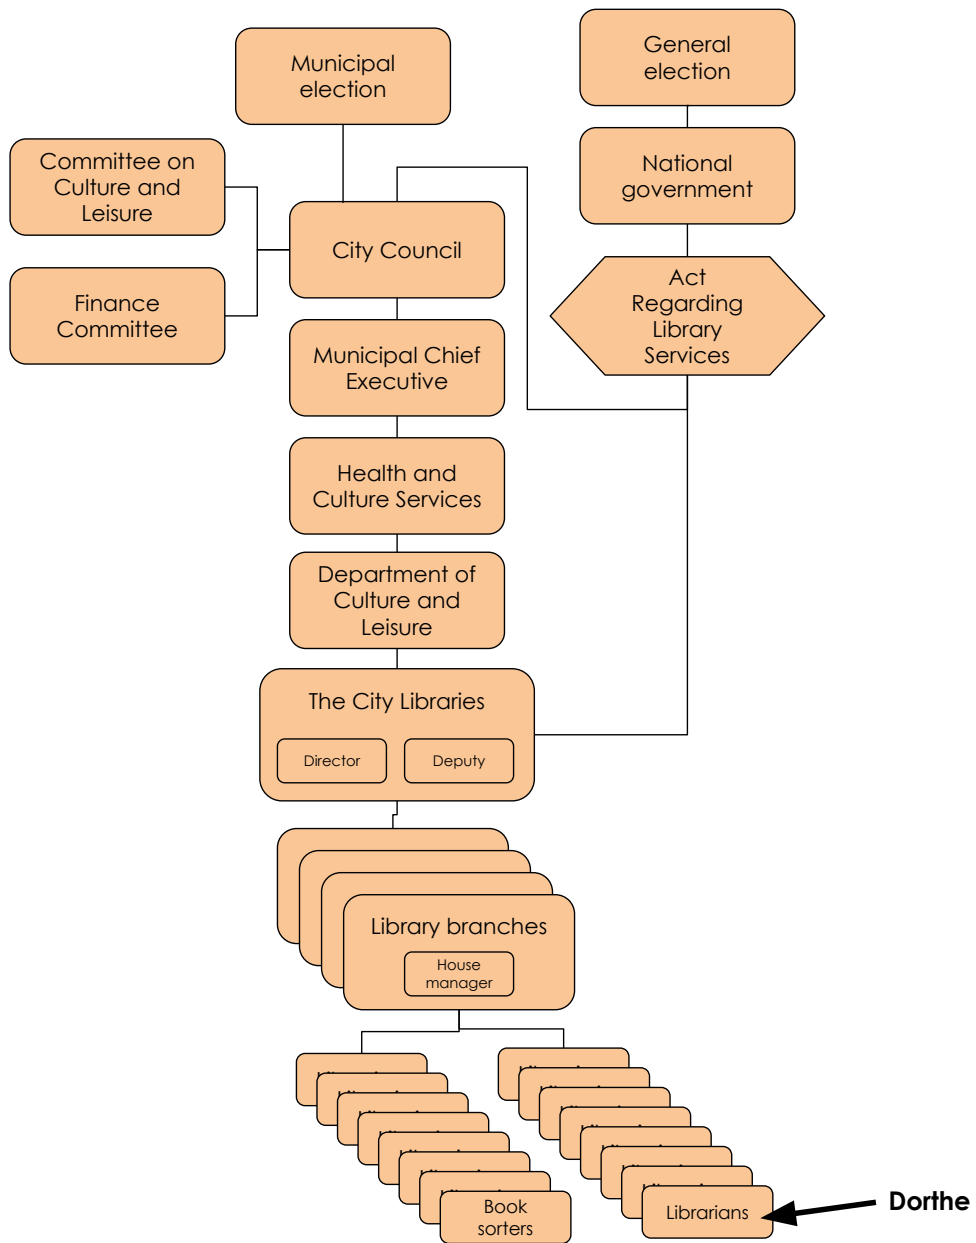 Municipal
election
General
election
Committee on
Culture and
Leisure
National
government
City Council
Finance
Committee
Act
Regarding
Library
Services
Municipal Chief
Executive
Health and
Culture Services
Department of
Culture and
Leisure
The City Libraries
Director
Deputy
Library branches
House
manager
Book
sorters
Librarians
Dorthe